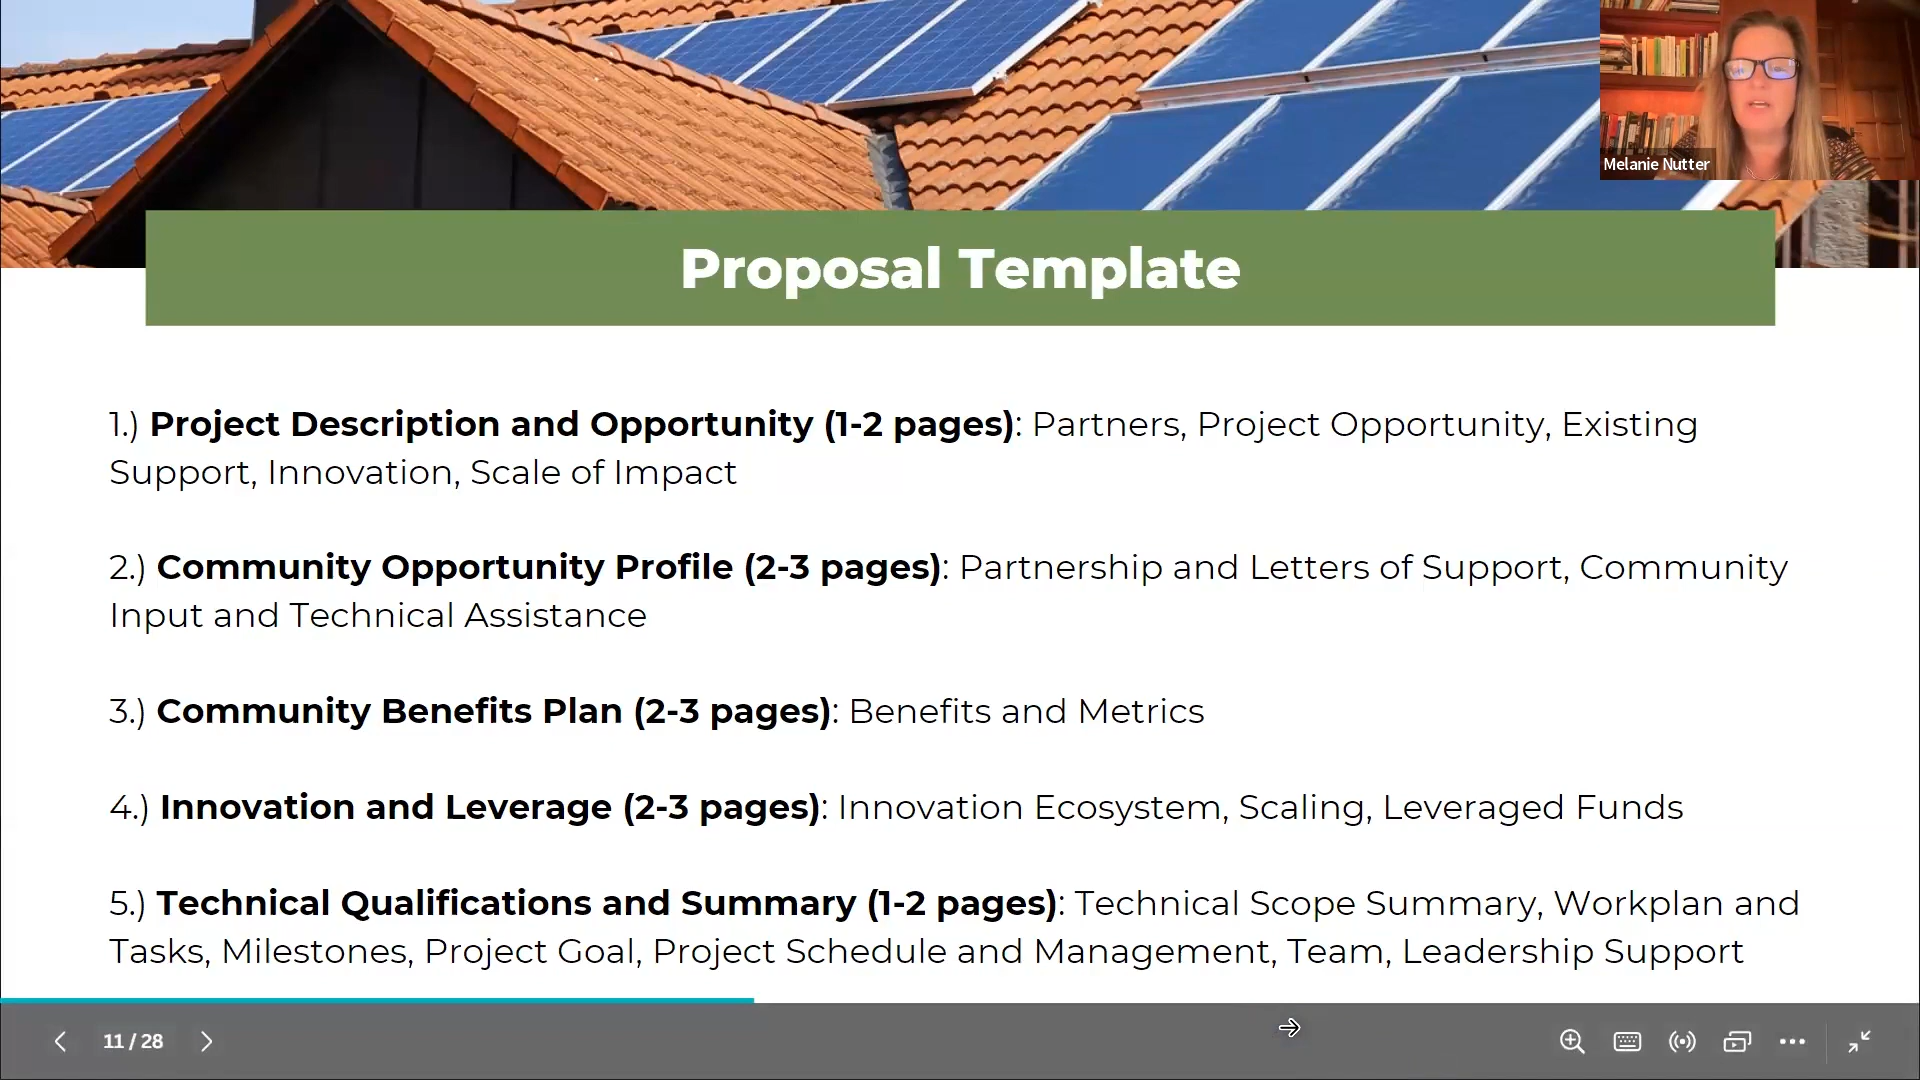 Melanie Nutter
Proposal Template
1.) Project Description and Opportunity (1-2 pages): Partners, Project Opportunity, Existing
Support, Innovation, Scale of Impact
2.) Community Opportunity Profile (2-3 pages): Partnership and Letters of Support, Community
Input and Technical Assistance
3.) Community Benefits Plan (2-3 pages): Benefits and Metrics
4.) Innovation and Leverage (2-3 pages): Innovation Ecosystem, Scaling, Leveraged Funds
5.) Technical Qualifications and Summary (1-2 pages): Technical Scope Summary, Workplan and
Tasks, Milestones, Project Goal, Project Schedule and Management, Team, Leadership Support
11 / 28